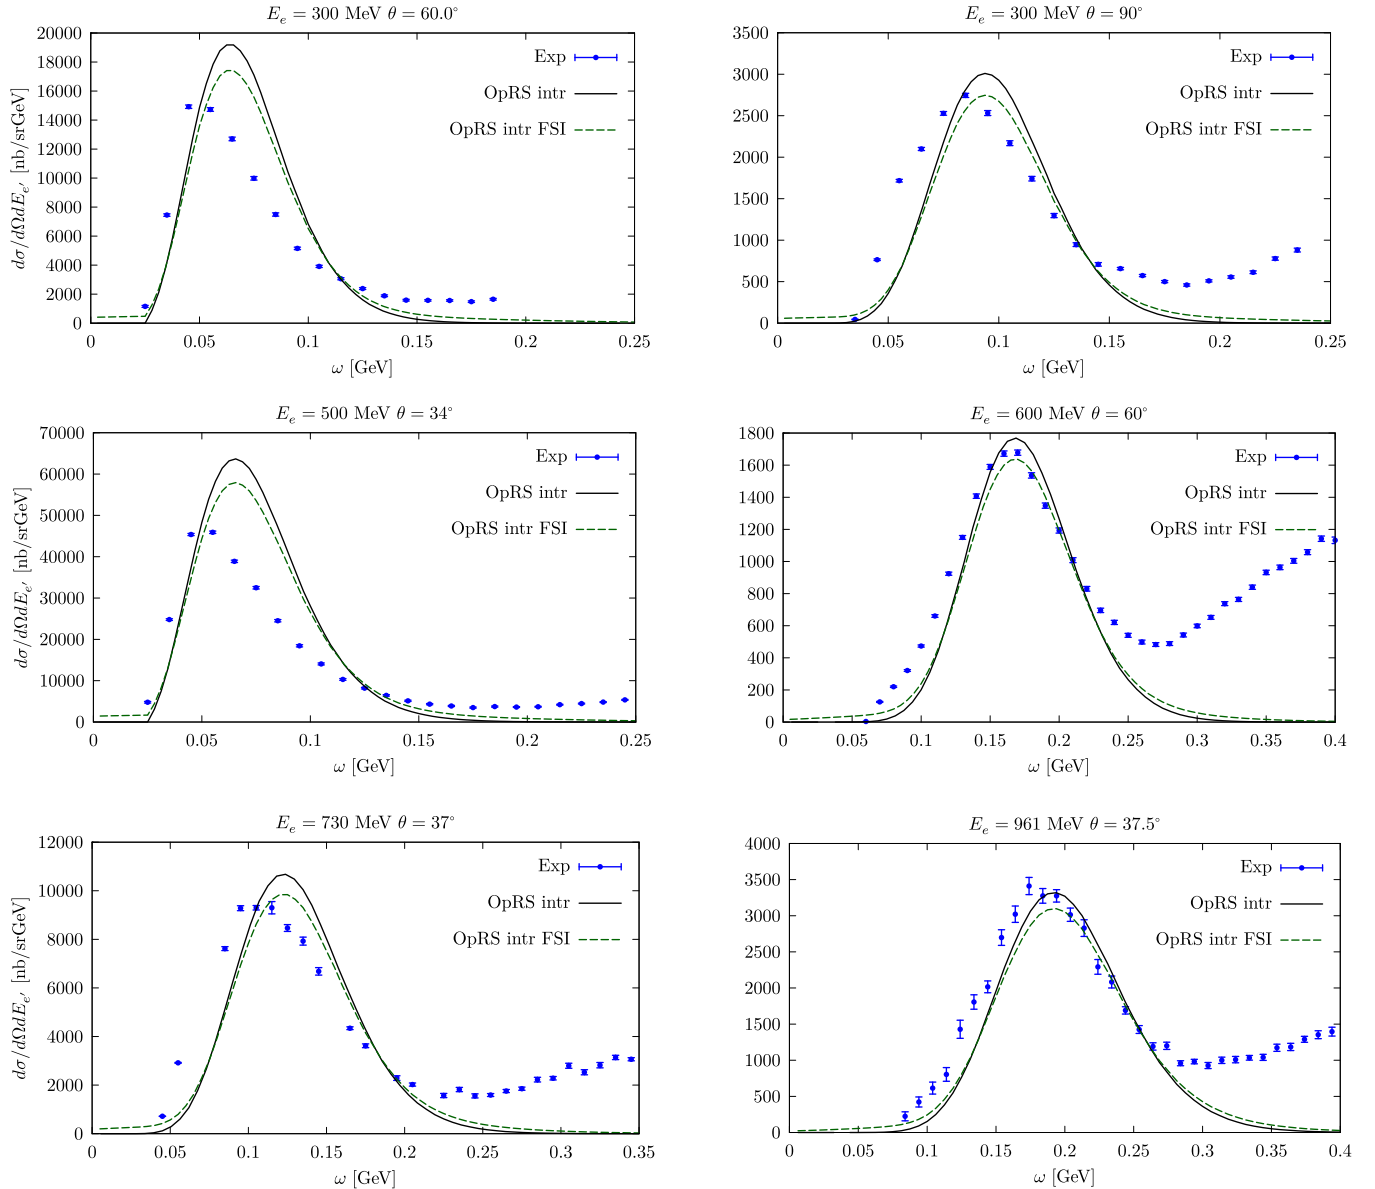 E_e = 300 MeV θ = 60.0°
20000
18000
16000
14000
12000
10000
8000
6000
4000
2000
0
dσ/dΩdE_e′ [nb/srGeV]
Exp
OpRS intr
OpRS intr FSI
0 0.05 0.1 0.15 0.2 0.25
ω [GeV]
E_e = 300 MeV θ = 90°
3500
3000
2500
2000
1500
1000
500
0
Exp
OpRS intr
OpRS intr FSI
0 0.05 0.1 0.15 0.2 0.25
ω [GeV]
E_e = 500 MeV θ = 34°
70000
60000
50000
40000
30000
20000
10000
0
dσ/dΩdE_e′ [nb/srGeV]
Exp
OpRS intr
OpRS intr FSI
0 0.05 0.1 0.15 0.2 0.25
ω [GeV]
E_e = 600 MeV θ = 60°
1800
1600
1400
1200
1000
800
600
400
200
0
Exp
OpRS intr
OpRS intr FSI
0 0.05 0.1 0.15 0.2 0.25 0.3 0.35 0.4
ω [GeV]
E_e = 730 MeV θ = 37°
12000
10000
8000
6000
4000
2000
0
dσ/dΩdE_e′ [nb/srGeV]
Exp
OpRS intr
OpRS intr FSI
0 0.05 0.1 0.15 0.2 0.25 0.3 0.35
ω [GeV]
E_e = 961 MeV θ = 37.5°
4000
3500
3000
2500
2000
1500
1000
500
0
Exp
OpRS intr
OpRS intr FSI
0 0.05 0.1 0.15 0.2 0.25 0.3 0.35 0.4
ω [GeV]